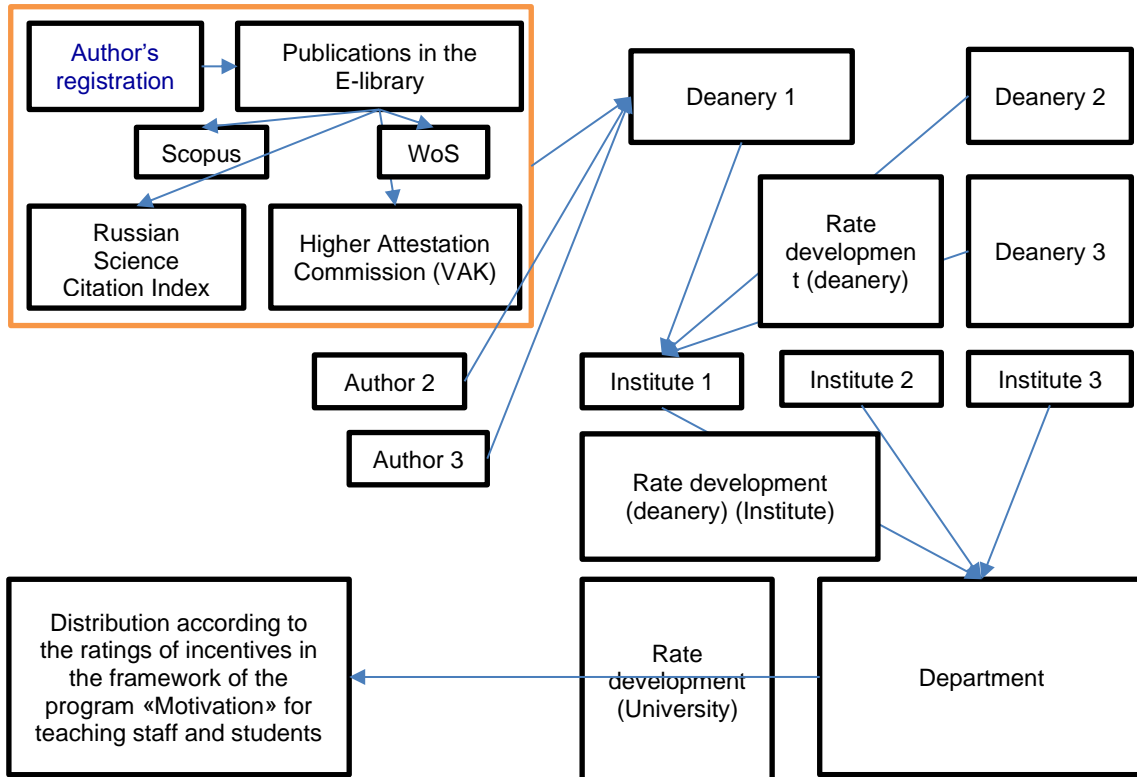 Author's
registration
Publications in the
E-library
Scopus
WoS
Russian
Science
Citation Index
Higher Attestation
Commission (VAK)
Deanery 1
Deanery 2
Rate
developmen
t (deanery)
Deanery 3
Author 2
Author 3
Institute 1
Institute 2
Institute 3
Rate development
(deanery) (Institute)
Distribution according to
the ratings of incentives in
the framework of the
program «Motivation» for
teaching staff and students
Rate
development
(University)
Department